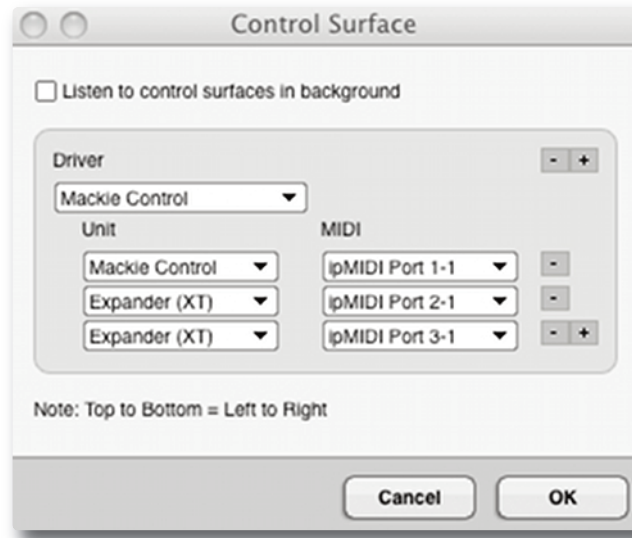 Control Surface
Listen to control surfaces in background
Driver - +
Mackie Control
Unit MIDI
Mackie Control ipMIDI Port 1-1 -
Expander (XT) ipMIDI Port 2-1 -
Expander (XT) ipMIDI Port 3-1 - +
Note: Top to Bottom = Left to Right
Cancel OK